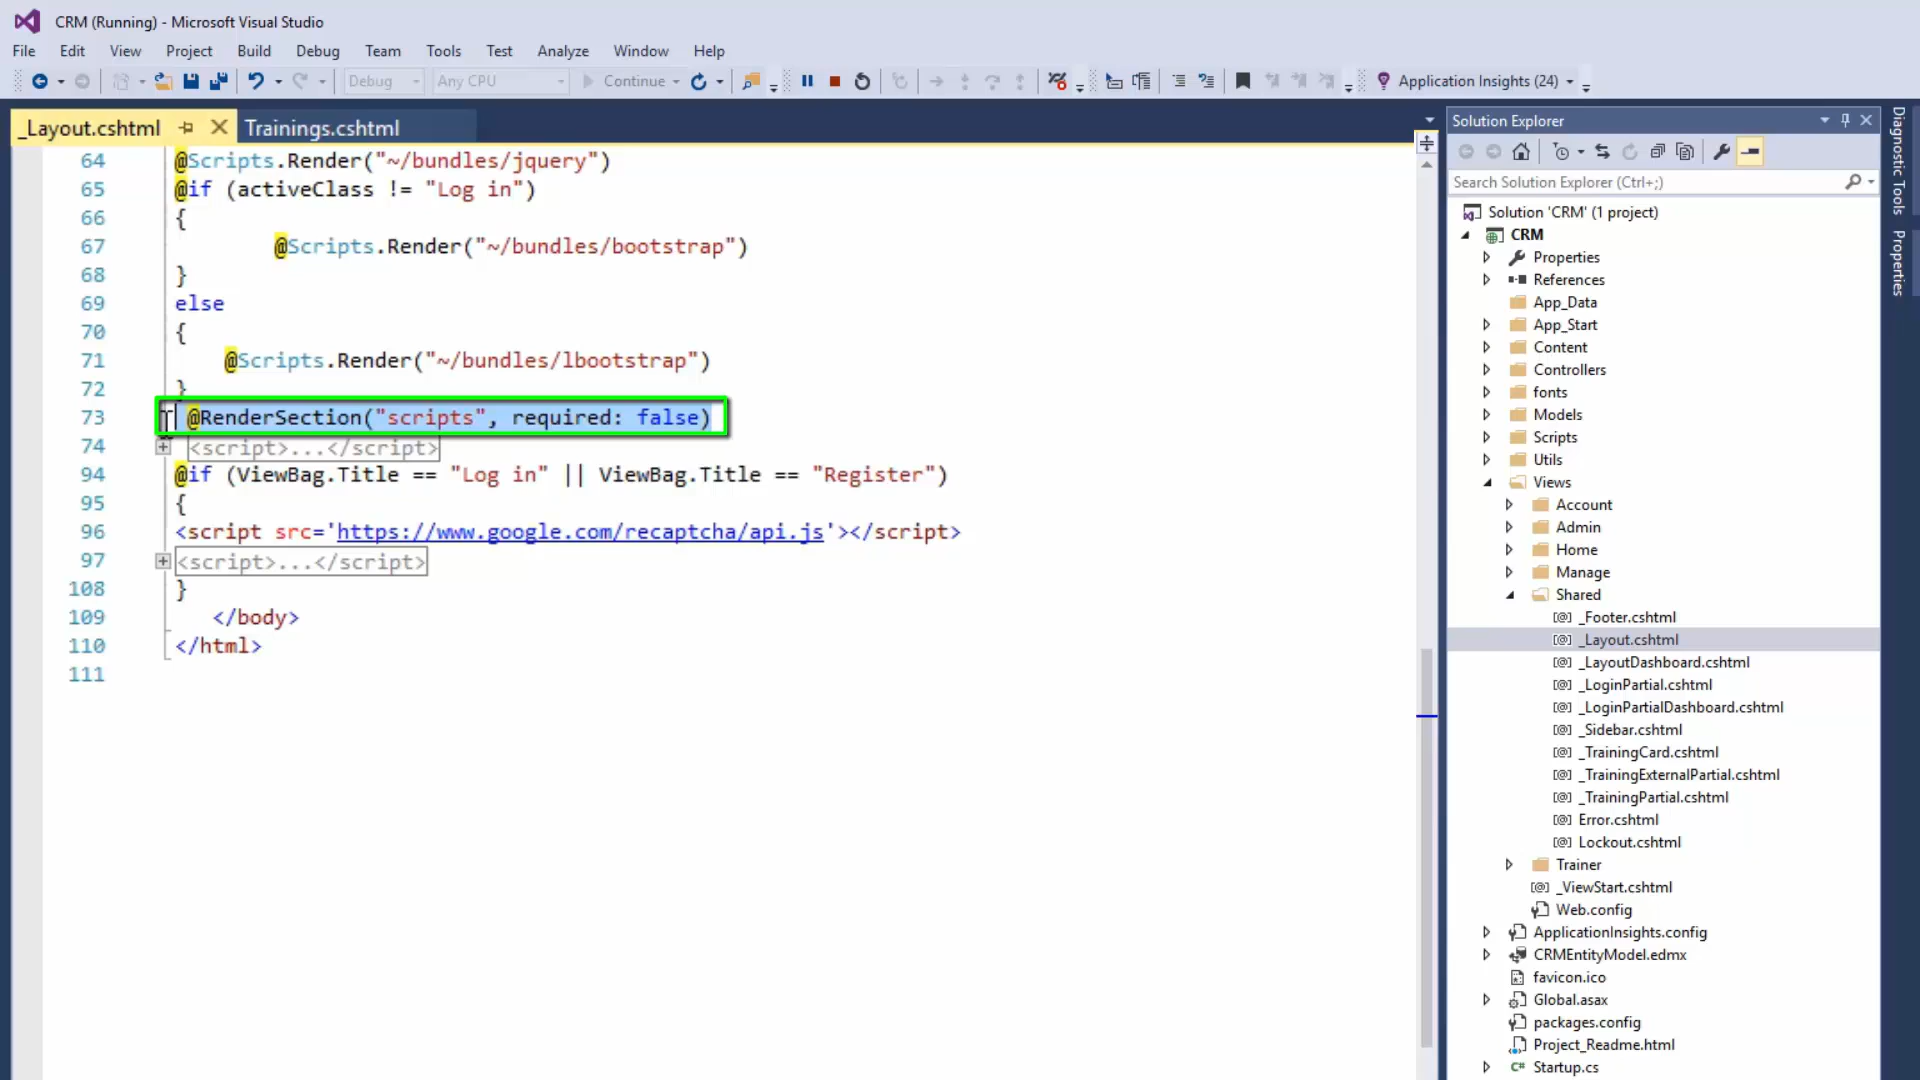 CRM (Running) - Microsoft Visual Studio
File Edit View Project Build Debug Team Tools Test Analyze Window Help
Debug Any CPU Continue Application Insights (24)
_Layout.cshtml Trainings.cshtml
64 @Scripts.Render("~/bundles/jquery")
65 @if (activeClass != "Log in")
66 {
67 @Scripts.Render("~/bundles/bootstrap")
68 }
69 else
70 {
71 @Scripts.Render("~/bundles/lbootstrap")
72 }
73 @RenderSection("scripts", required: false)
74 <script>...</script>
94 @if (ViewBag.Title == "Log in" || ViewBag.Title == "Register")
95 {
96 <script src='https://www.google.com/recaptcha/api.js'></script>
97 <script>...</script>
108 }
109 </body>
110 </html>
111
Solution Explorer
Search Solution Explorer (Ctrl+;)
Solution 'CRM' (1 project)
CRM
Properties
References
App_Data
App_Start
Content
Controllers
fonts
Models
Scripts
Utils
Views
Account
Admin
Home
Manage
Shared
_Footer.cshtml
_Layout.cshtml
_LayoutDashboard.cshtml
_LoginPartial.cshtml
_LoginPartialDashboard.cshtml
_Sidebar.cshtml
_TrainingCard.cshtml
_TrainingExternalPartial.cshtml
_TrainingPartial.cshtml
Error.cshtml
Lockout.cshtml
Trainer
_ViewStart.cshtml
Web.config
ApplicationInsights.config
CRMEntityModel.edmx
favicon.ico
Global.asax
packages.config
Project_Readme.html
C# Startup.cs
Diagnostic Tools
Properties